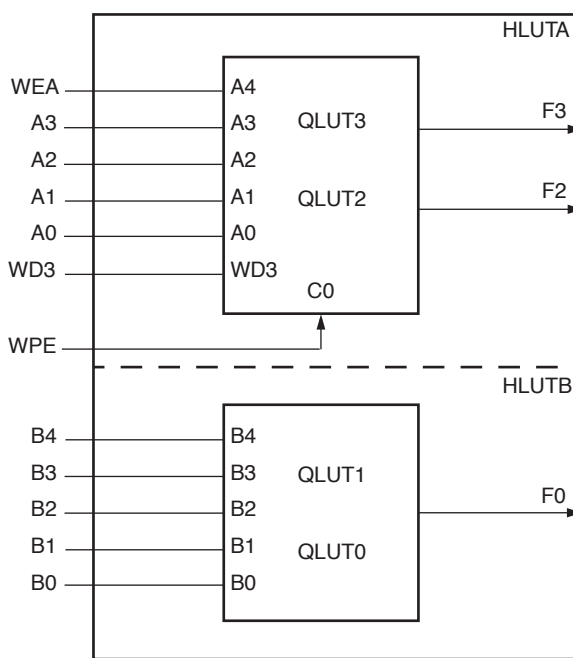 HLUTA
WEA A4
QLUT3
F3
A3 A3
A2 A2
A1 A1
QLUT2
F2
A0 A0
WD3 WD3
C0
WPE
HLUTB
B4 B4
B3 B3
QLUT1
B2 B2
F0
B1 B1
QLUT0
B0 B0